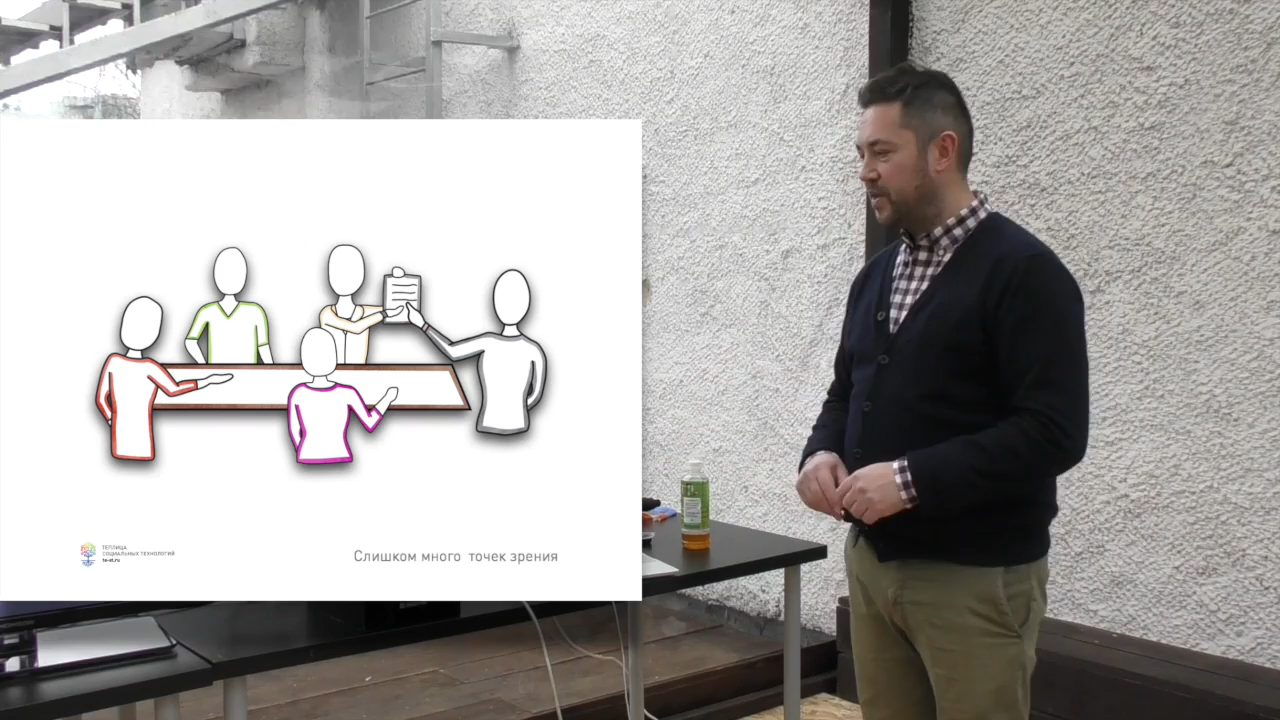 ТЕПЛИЦА
СОЦИАЛЬНЫХ ТЕХНОЛОГИЙ
te-st.ru
Слишком много точек зрения